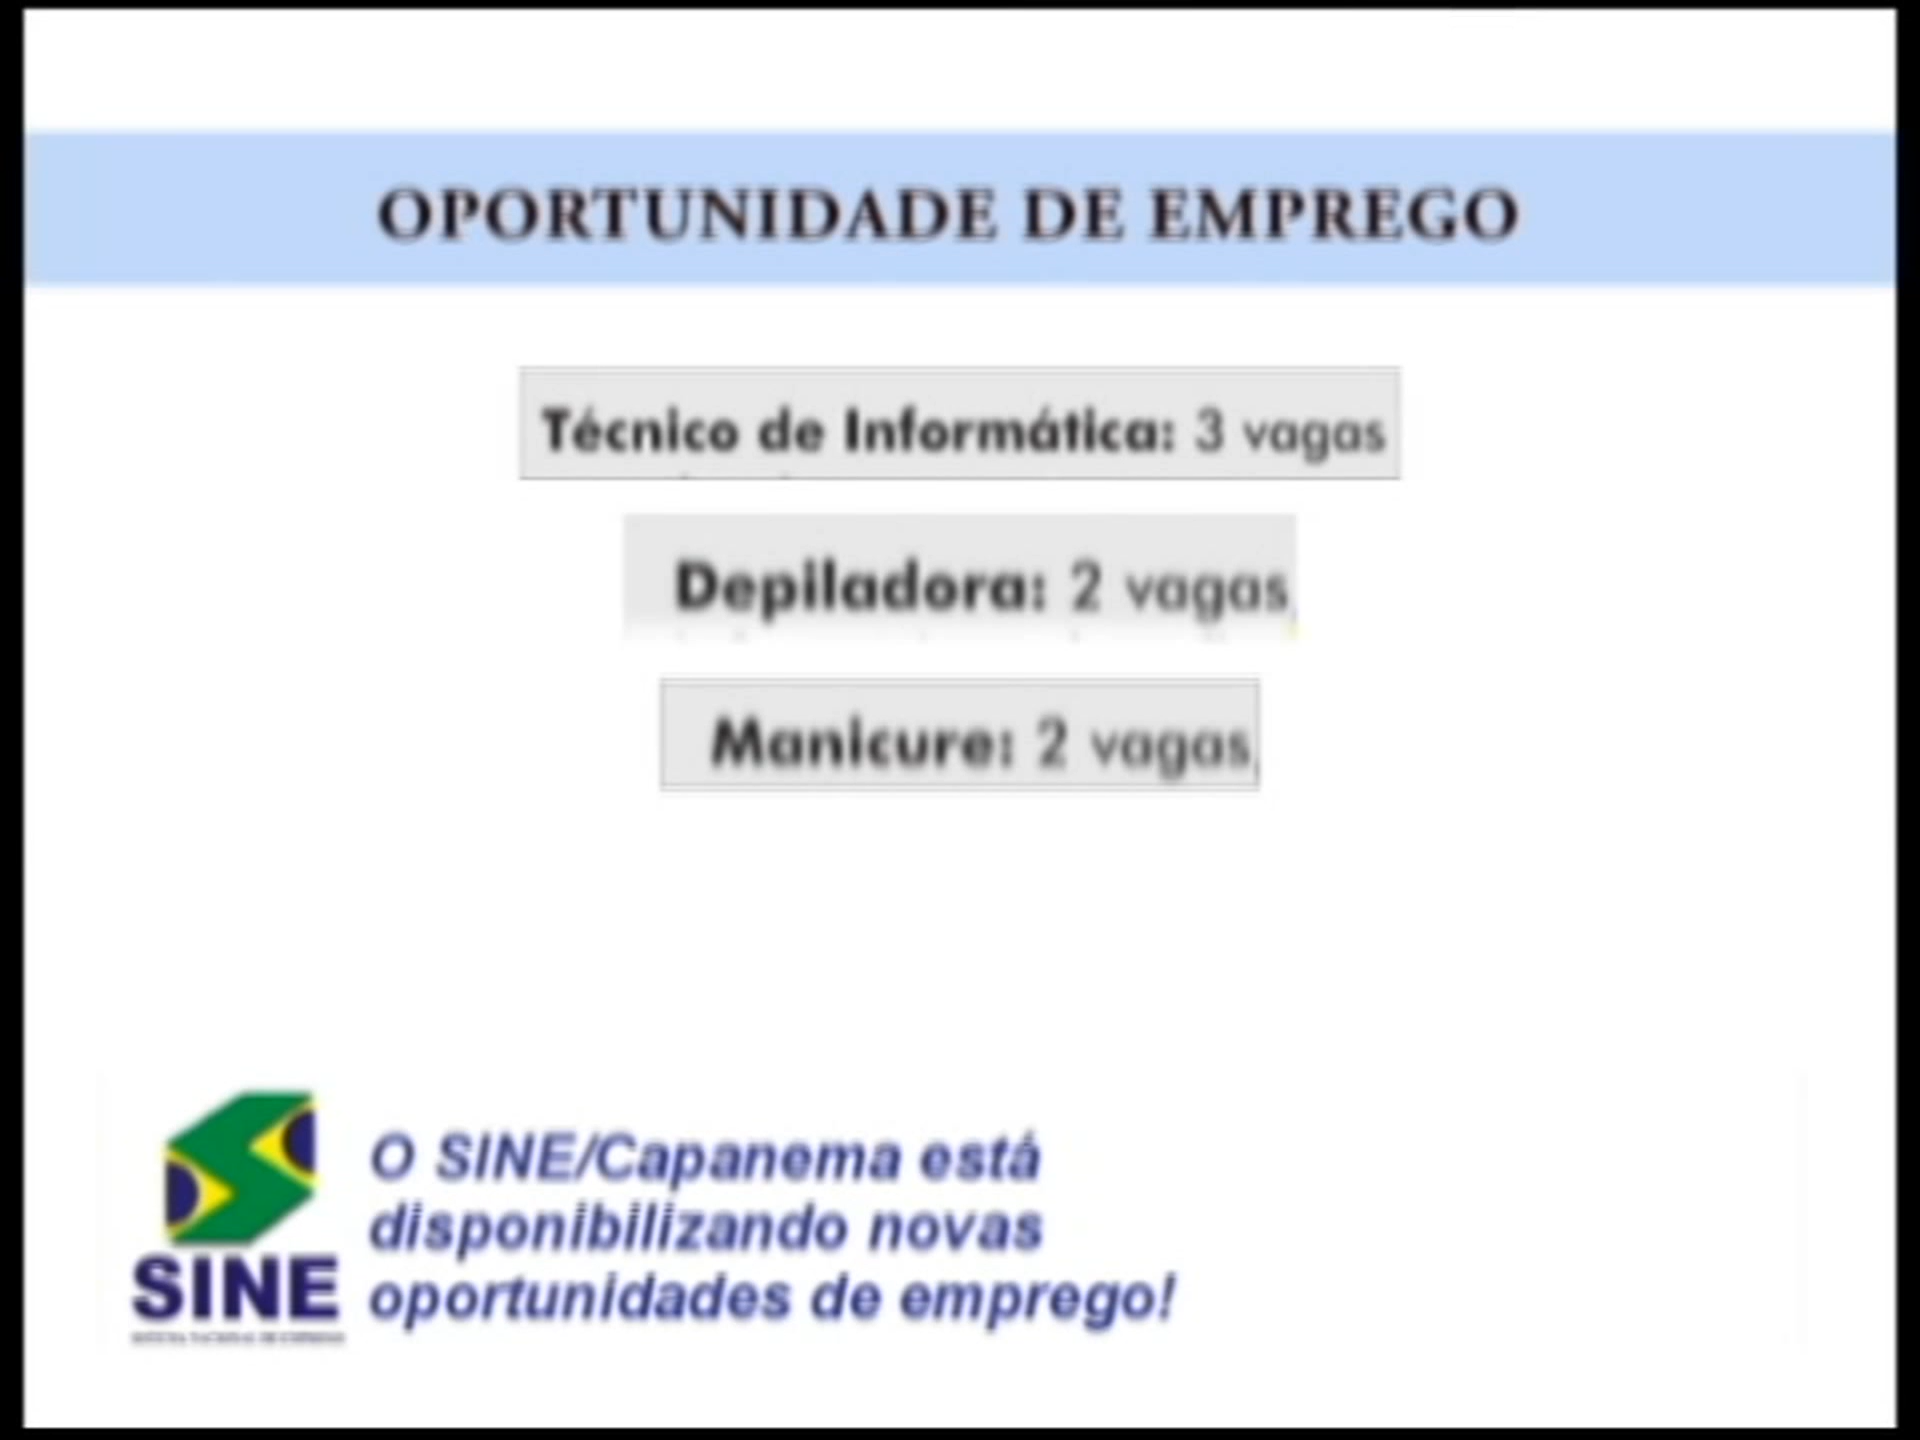 OPORTUNIDADE DE EMPREGO
Técnico de Informática: 3 vagas
Depiladora: 2 vagas,
Manicure: 2 vagas,
O SINE/Capanema está
disponibilizando novas
oportunidades de emprego!
SINE